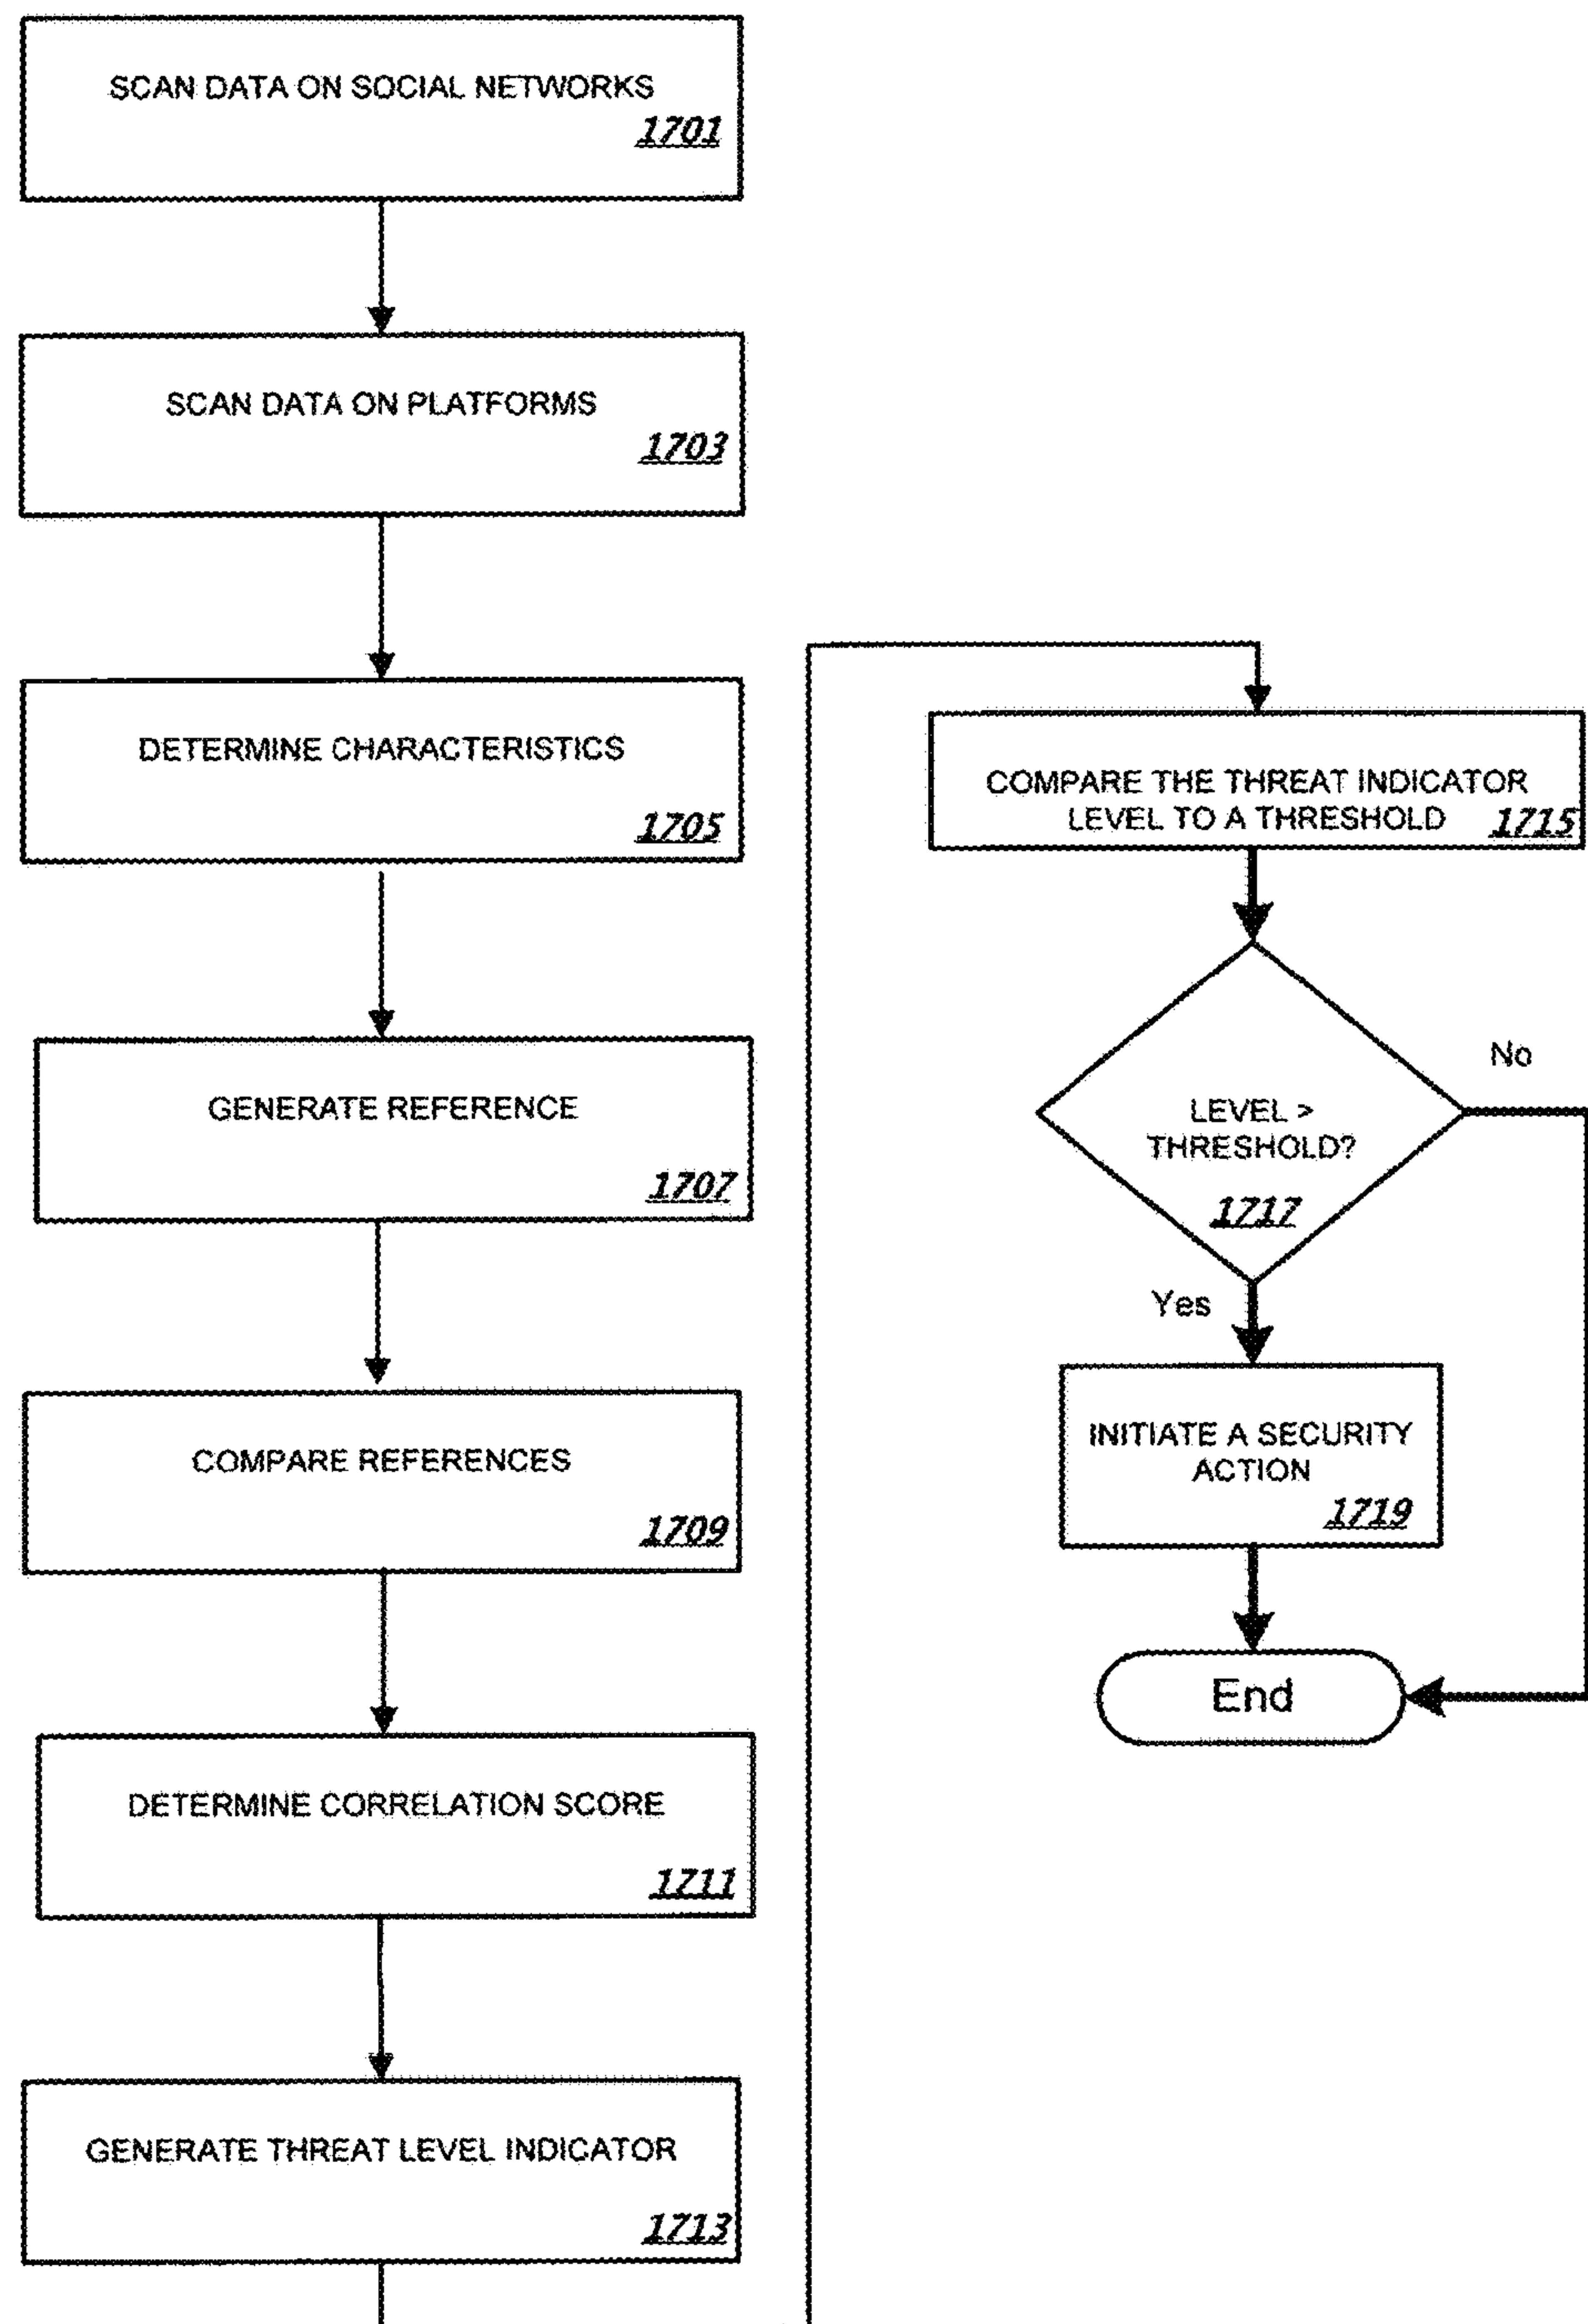 SCAN DATA ON SOCIAL NETWORKS
1701
SCAN DATA ON PLATFORMS
1703
DETERMINE CHARACTERISTICS
1705
GENERATE REFERENCE
1707
COMPARE REFERENCES
1709
DETERMINE CORRELATION SCORE
1711
GENERATE THREAT LEVEL INDICATOR
1713
COMPARE THE THREAT INDICATOR
LEVEL TO A THRESHOLD 1715
No
LEVEL >
THRESHOLD?
1717
Yes
INITIATE A SECURITY
ACTION
1719
End